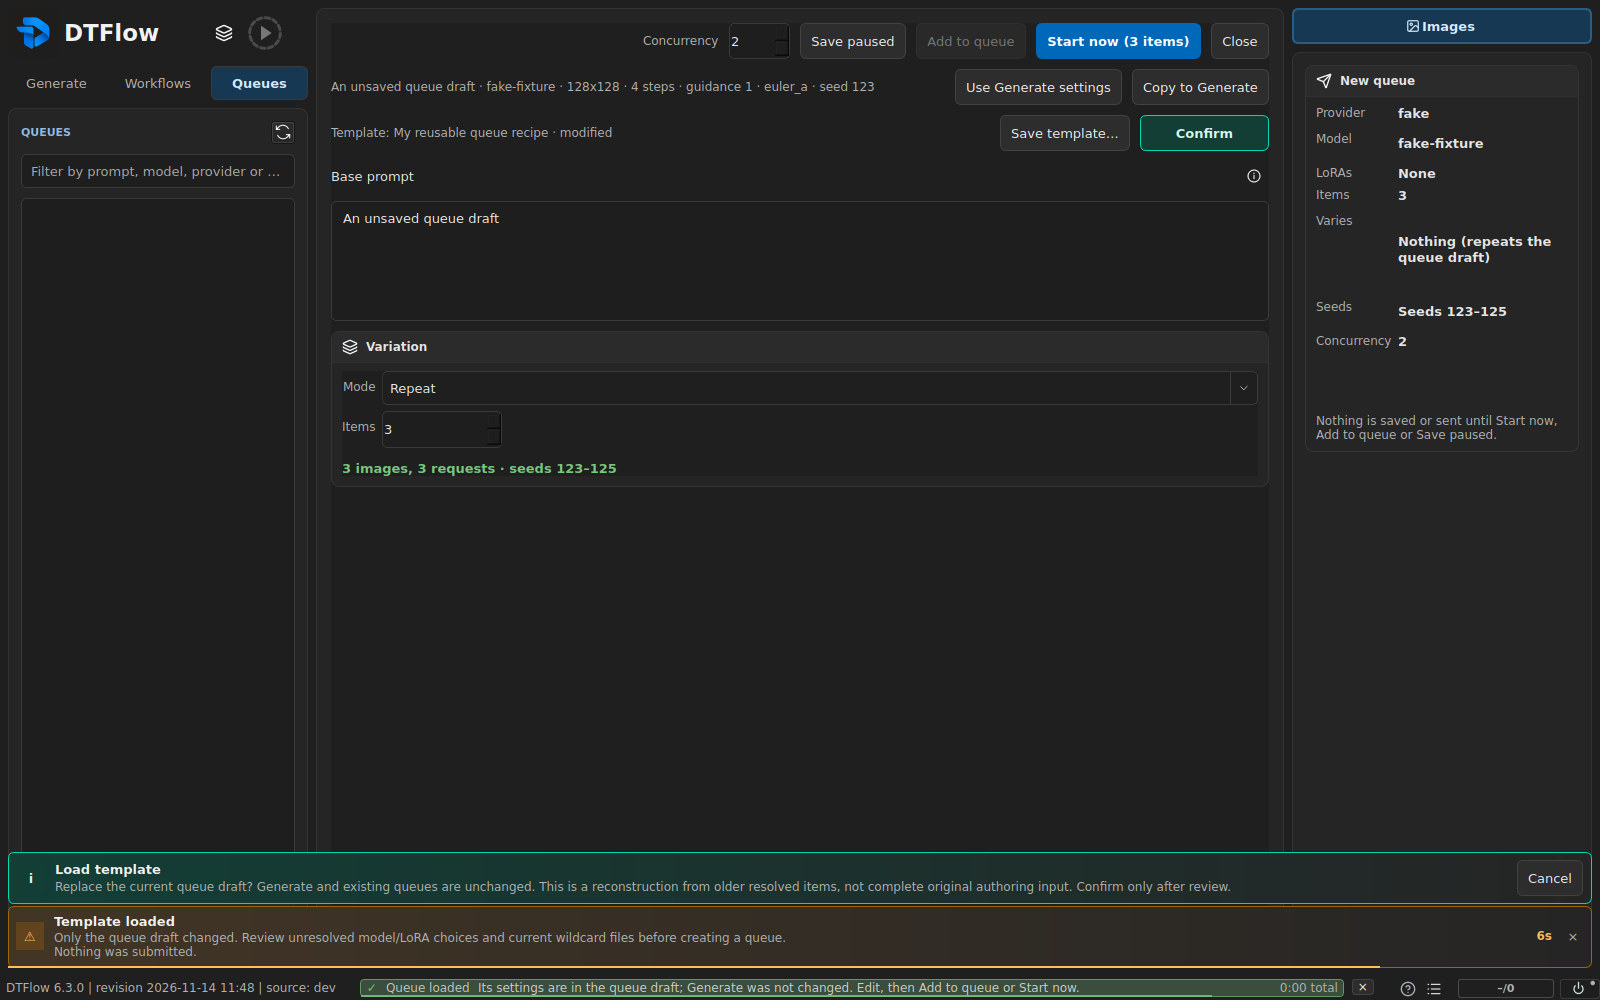 DTFlow
Generate
Workflows
Queues
QUEUES
Filter by prompt, model, provider or ...
Concurrency
2
Save paused
Add to queue
Start now (3 items)
Close
An unsaved queue draft · fake-fixture · 128x128 · 4 steps · guidance 1 · euler_a · seed 123
Use Generate settings
Copy to Generate
Template: My reusable queue recipe · modified
Save template...
Confirm
Base prompt
An unsaved queue draft
Variation
Mode
Repeat
Items
3
3 images, 3 requests · seeds 123–125
Images
New queue
Provider
fake
Model
fake-fixture
LoRAs
None
Items
3
Varies
Nothing (repeats the
queue draft)
Seeds
Seeds 123–125
Concurrency
2
Nothing is saved or sent until Start now,
Add to queue or Save paused.
Load template
Replace the current queue draft? Generate and existing queues are unchanged. This is a reconstruction from older resolved items, not complete original authoring input. Confirm only after review.
Cancel
Template loaded
Only the queue draft changed. Review unresolved model/LoRA choices and current wildcard files before creating a queue.
Nothing was submitted.
6s
DTFlow 6.3.0 | revision 2026-11-14 11:48 | source: dev
Queue loaded Its settings are in the queue draft; Generate was not changed. Edit, then Add to queue or Start now.
0:00 total
–/0